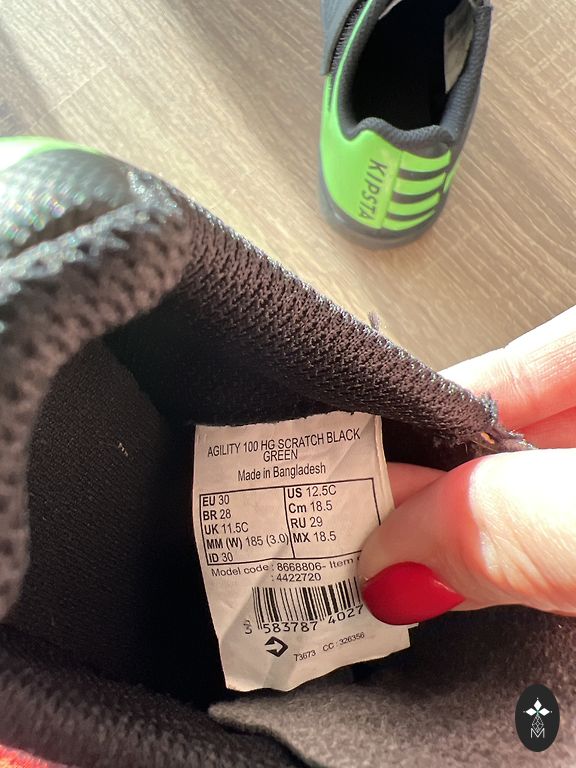 KIPSTA
AGILITY 100 HG SCRATCH BLACK
GREEN
Made in Bangladesh
EU 30 US 12.5C
BR 28 Cm 18.5
UK 11.5C RU 29
MM (W) 185 (3.0) MX 18.5
ID 30
Model code : 8668806- Item
: 4422720
3 583787 4027
T3673 CC : 326356
M